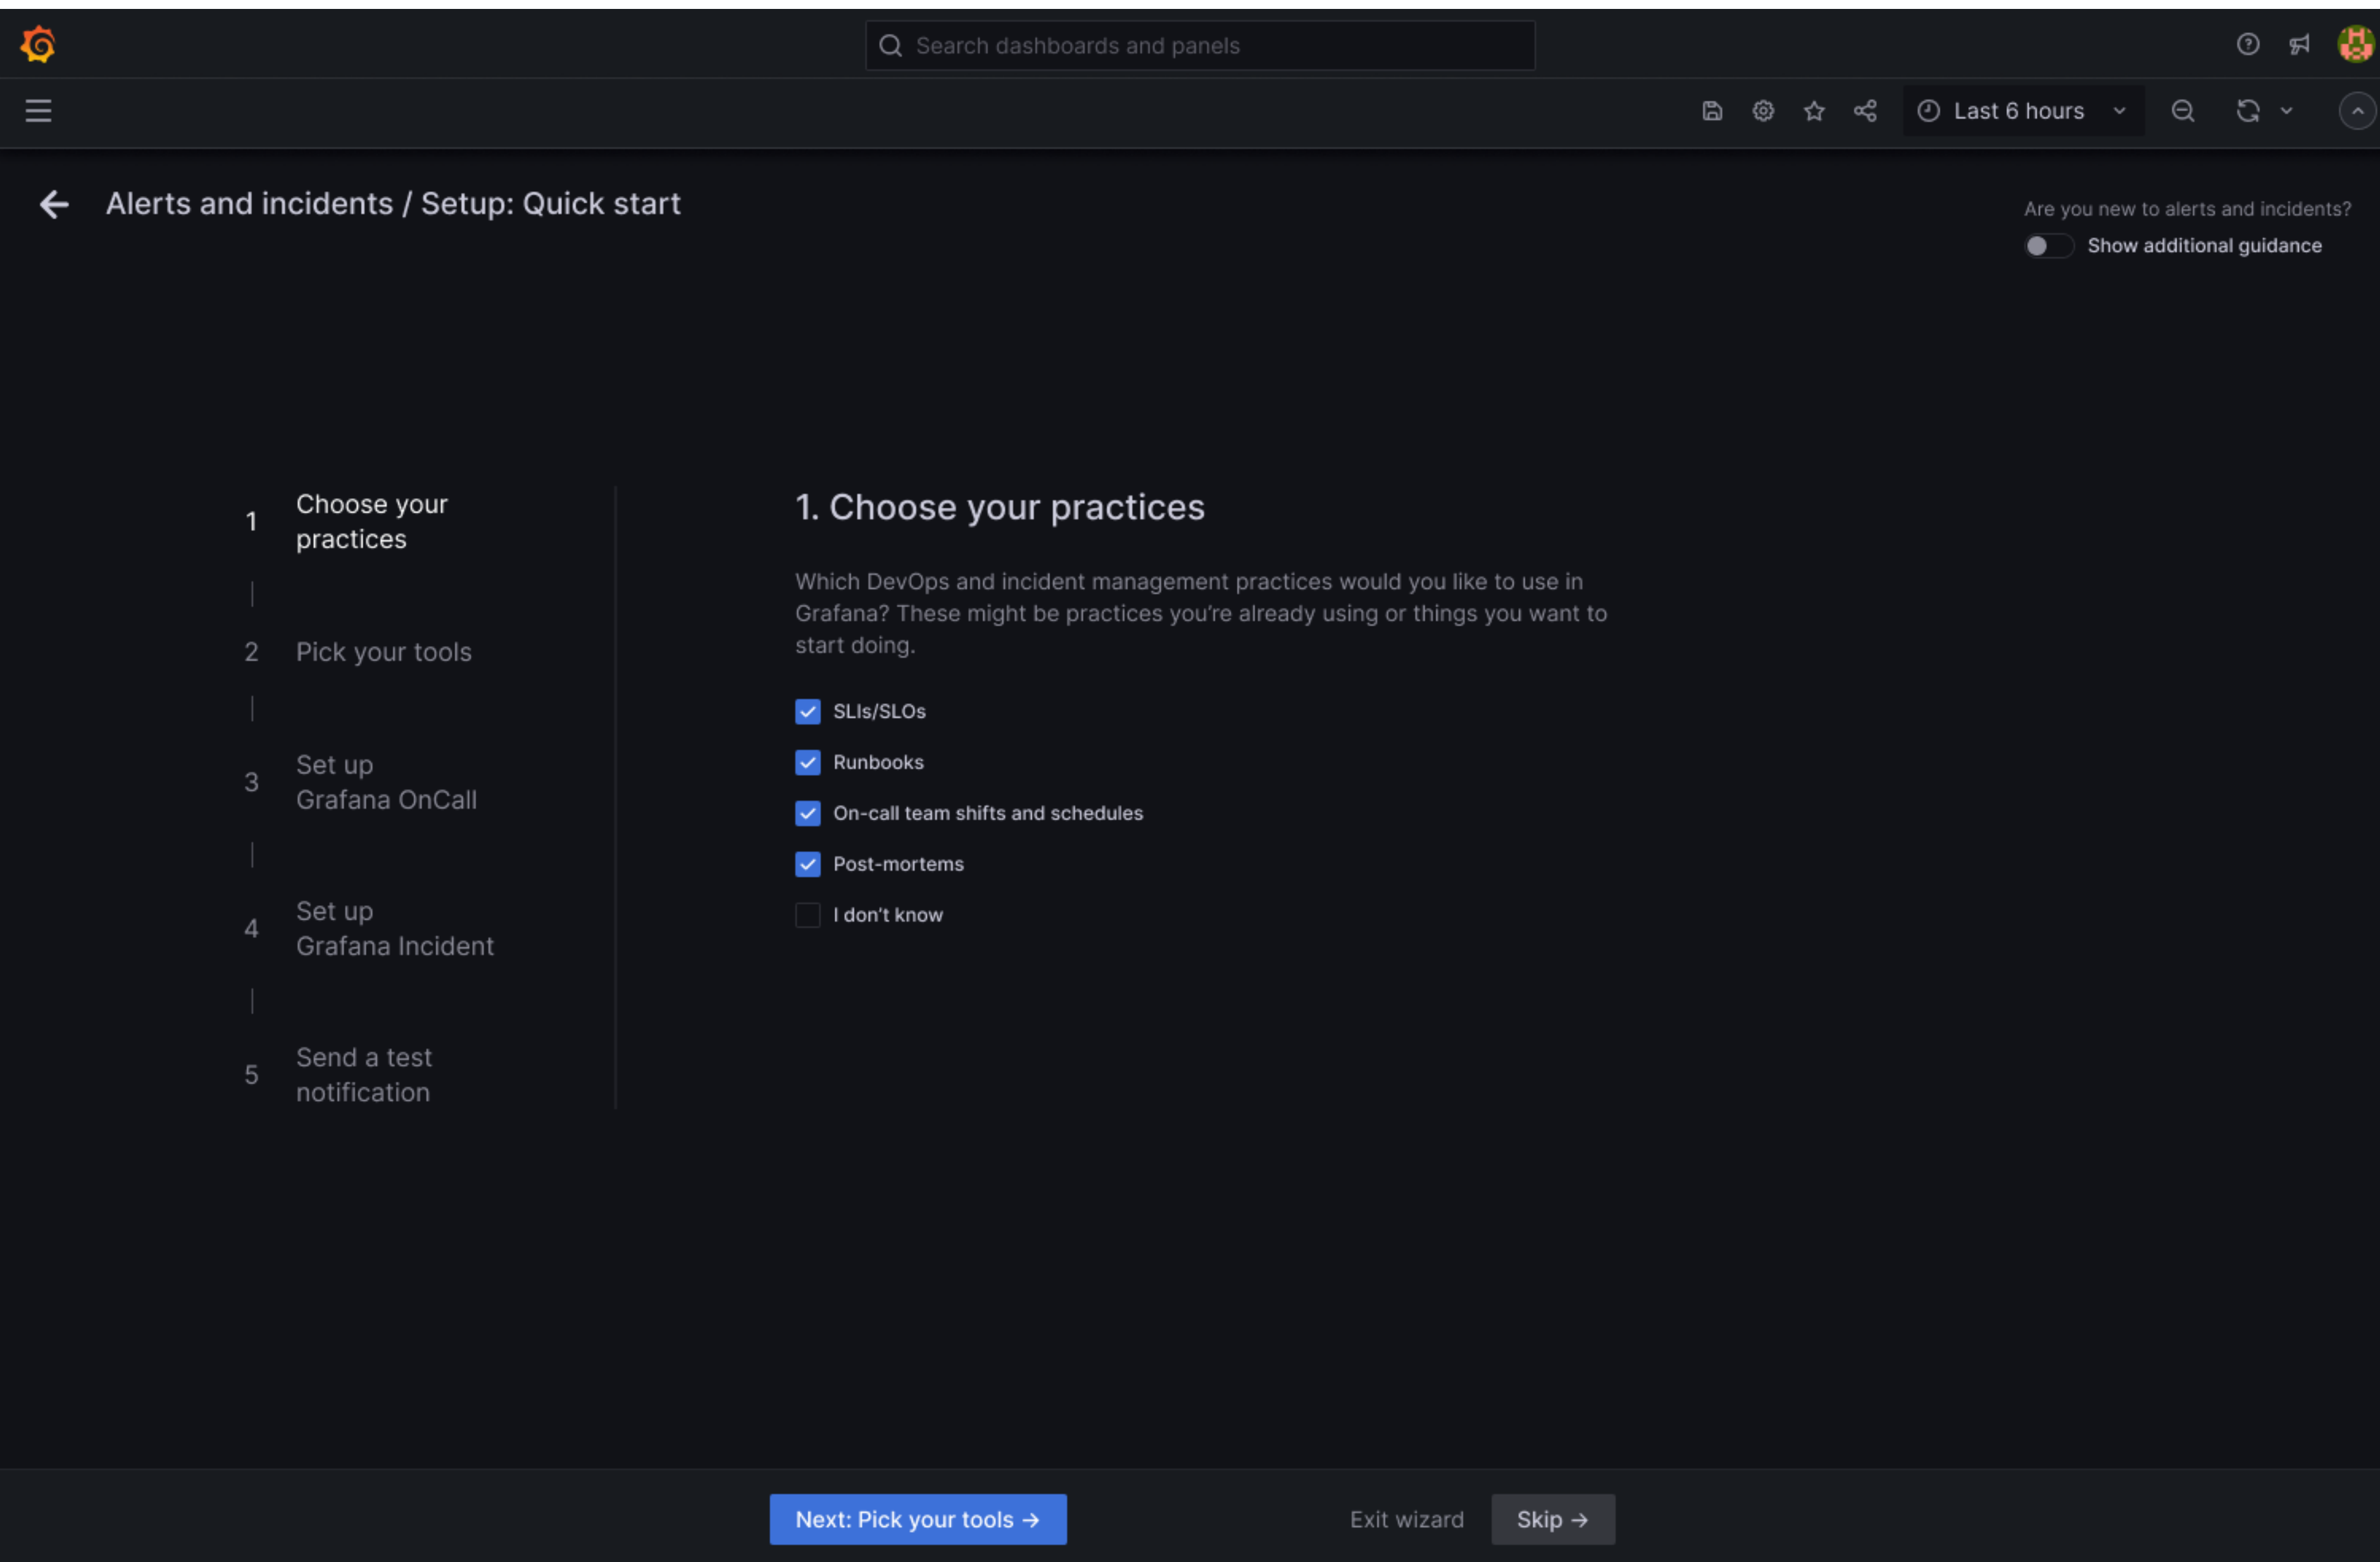 Search dashboards and panels
Last 6 hours
Alerts and incidents / Setup: Quick start
Are you new to alerts and incidents?
Show additional guidance
1 Choose your
practices
2 Pick your tools
3 Set up
Grafana OnCall
4 Set up
Grafana Incident
5 Send a test
notification
1. Choose your practices
Which DevOps and incident management practices would you like to use in
Grafana? These might be practices you’re already using or things you want to
start doing.
SLIs/SLOs
Runbooks
On-call team shifts and schedules
Post-mortems
I don’t know
Next: Pick your tools →
Exit wizard
Skip →